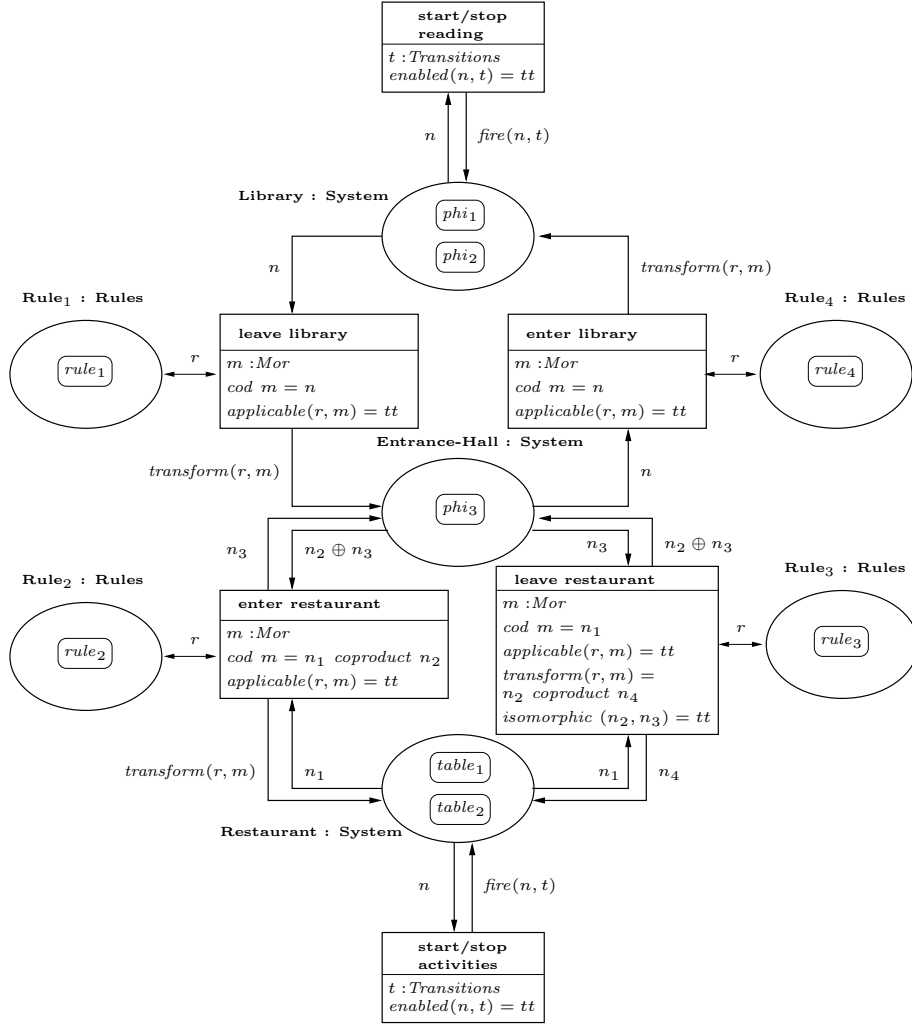 start/stop
reading
t : Transitions
enabled(n, t) = tt
n
fire(n, t)
Library : System
phi₁
phi₂
n
transform(r, m)
Rule₁ : Rules
Rule₄ : Rules
rule₁
r
leave library
m : Mor
cod m = n
applicable(r, m) = tt
enter library
m : Mor
cod m = n
applicable(r, m) = tt
r
rule₄
Entrance-Hall : System
transform(r, m)
n
phi₃
n₃
n₂ ⊕ n₃
n₃
n₂ ⊕ n₃
Rule₂ : Rules
Rule₃ : Rules
rule₂
r
enter restaurant
m : Mor
cod m = n₁ coproduct n₂
applicable(r, m) = tt
leave restaurant
m : Mor
cod m = n₁
applicable(r, m) = tt
transform(r, m) =
n₂ coproduct n₄
isomorphic (n₂, n₃) = tt
r
rule₃
transform(r, m)
n₁
table₁
table₂
n₁
n₄
Restaurant : System
n
fire(n, t)
start/stop
activities
t : Transitions
enabled(n, t) = tt